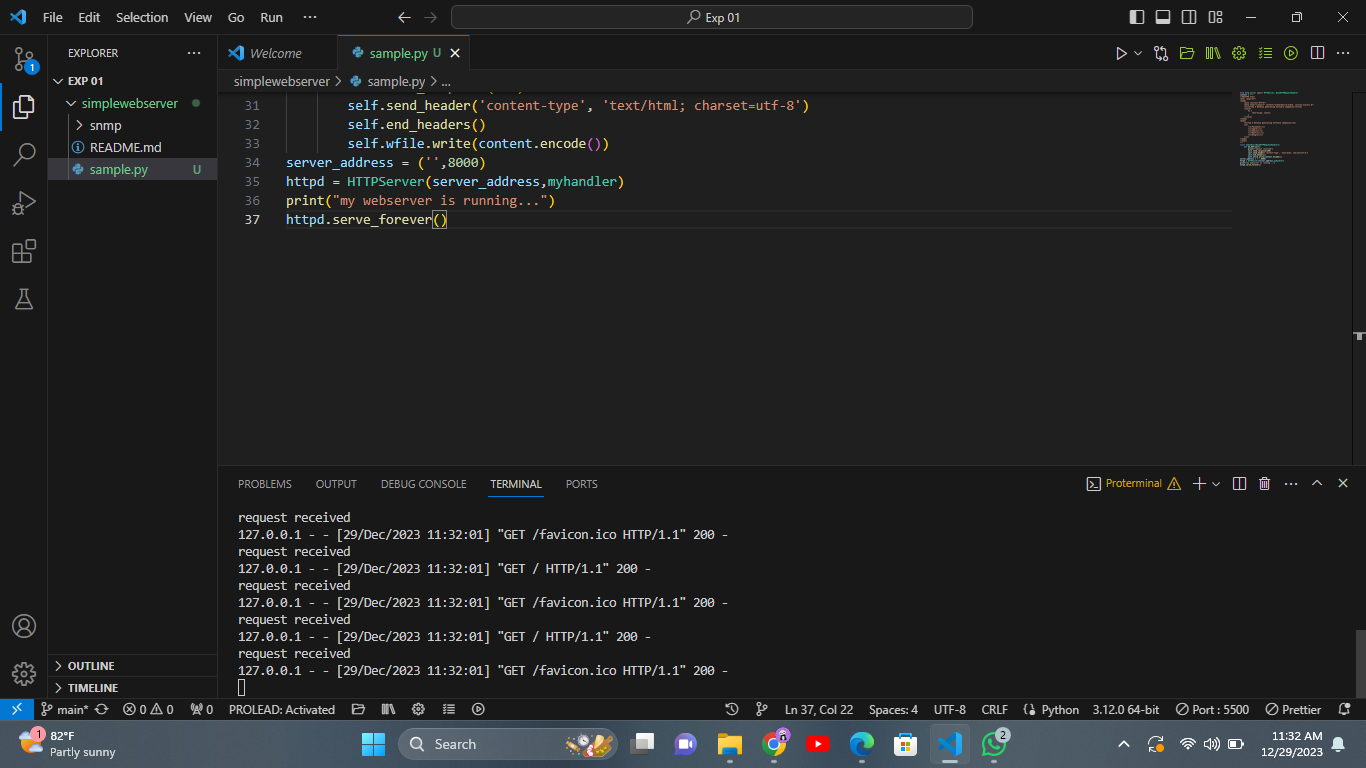 File Edit Selection View Go Run ··· Exp 01
EXPLORER ···
EXP 01
simplewebserver
snmp
README.md
sample.py U
OUTLINE
TIMELINE
1
Welcome sample.py U
simplewebserver > sample.py > ...
31 self.send_header('content-type', 'text/html; charset=utf-8')
32 self.end_headers()
33 self.wfile.write(content.encode())
34 server_address = ('',8000)
35 httpd = HTTPServer(server_address,myhandler)
36 print("my webserver is running...")
37 httpd.serve_forever()
PROBLEMS OUTPUT DEBUG CONSOLE TERMINAL PORTS Proterminal
request received
127.0.0.1 - - [29/Dec/2023 11:32:01] "GET /favicon.ico HTTP/1.1" 200 -
request received
127.0.0.1 - - [29/Dec/2023 11:32:01] "GET / HTTP/1.1" 200 -
request received
127.0.0.1 - - [29/Dec/2023 11:32:01] "GET /favicon.ico HTTP/1.1" 200 -
request received
127.0.0.1 - - [29/Dec/2023 11:32:01] "GET / HTTP/1.1" 200 -
request received
127.0.0.1 - - [29/Dec/2023 11:32:01] "GET /favicon.ico HTTP/1.1" 200 -
main* 0 0 0 PROLEAD: Activated Ln 37, Col 22 Spaces: 4 UTF-8 CRLF Python 3.12.0 64-bit Port : 5500 Prettier
1 82°F
Partly sunny
Search
2
11:32 AM
12/29/2023